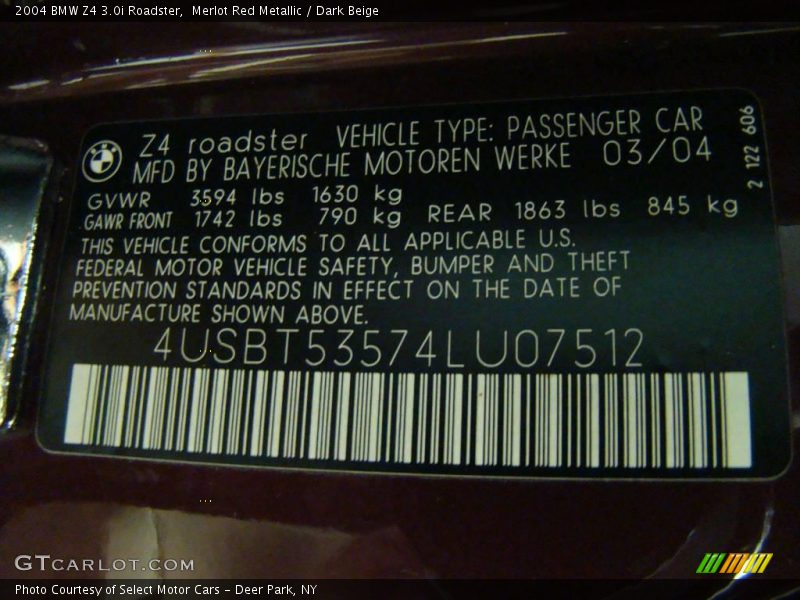 2004 BMW Z4 3.0i Roadster, Merlot Red Metallic / Dark Beige
Z4 roadster VEHICLE TYPE: PASSENGER CAR
MFD BY BAYERISCHE MOTOREN WERKE 03/04
GVWR 3594 lbs 1630 kg
GAWR FRONT 1742 lbs 790 kg REAR 1863 lbs 845 kg
THIS VEHICLE CONFORMS TO ALL APPLICABLE U.S.
FEDERAL MOTOR VEHICLE SAFETY, BUMPER AND THEFT
PREVENTION STANDARDS IN EFFECT ON THE DATE OF
MANUFACTURE SHOWN ABOVE.
4USBT53574LU07512
2 122 606
GTCARLOT.COM
Photo Courtesy of Select Motor Cars - Deer Park, NY